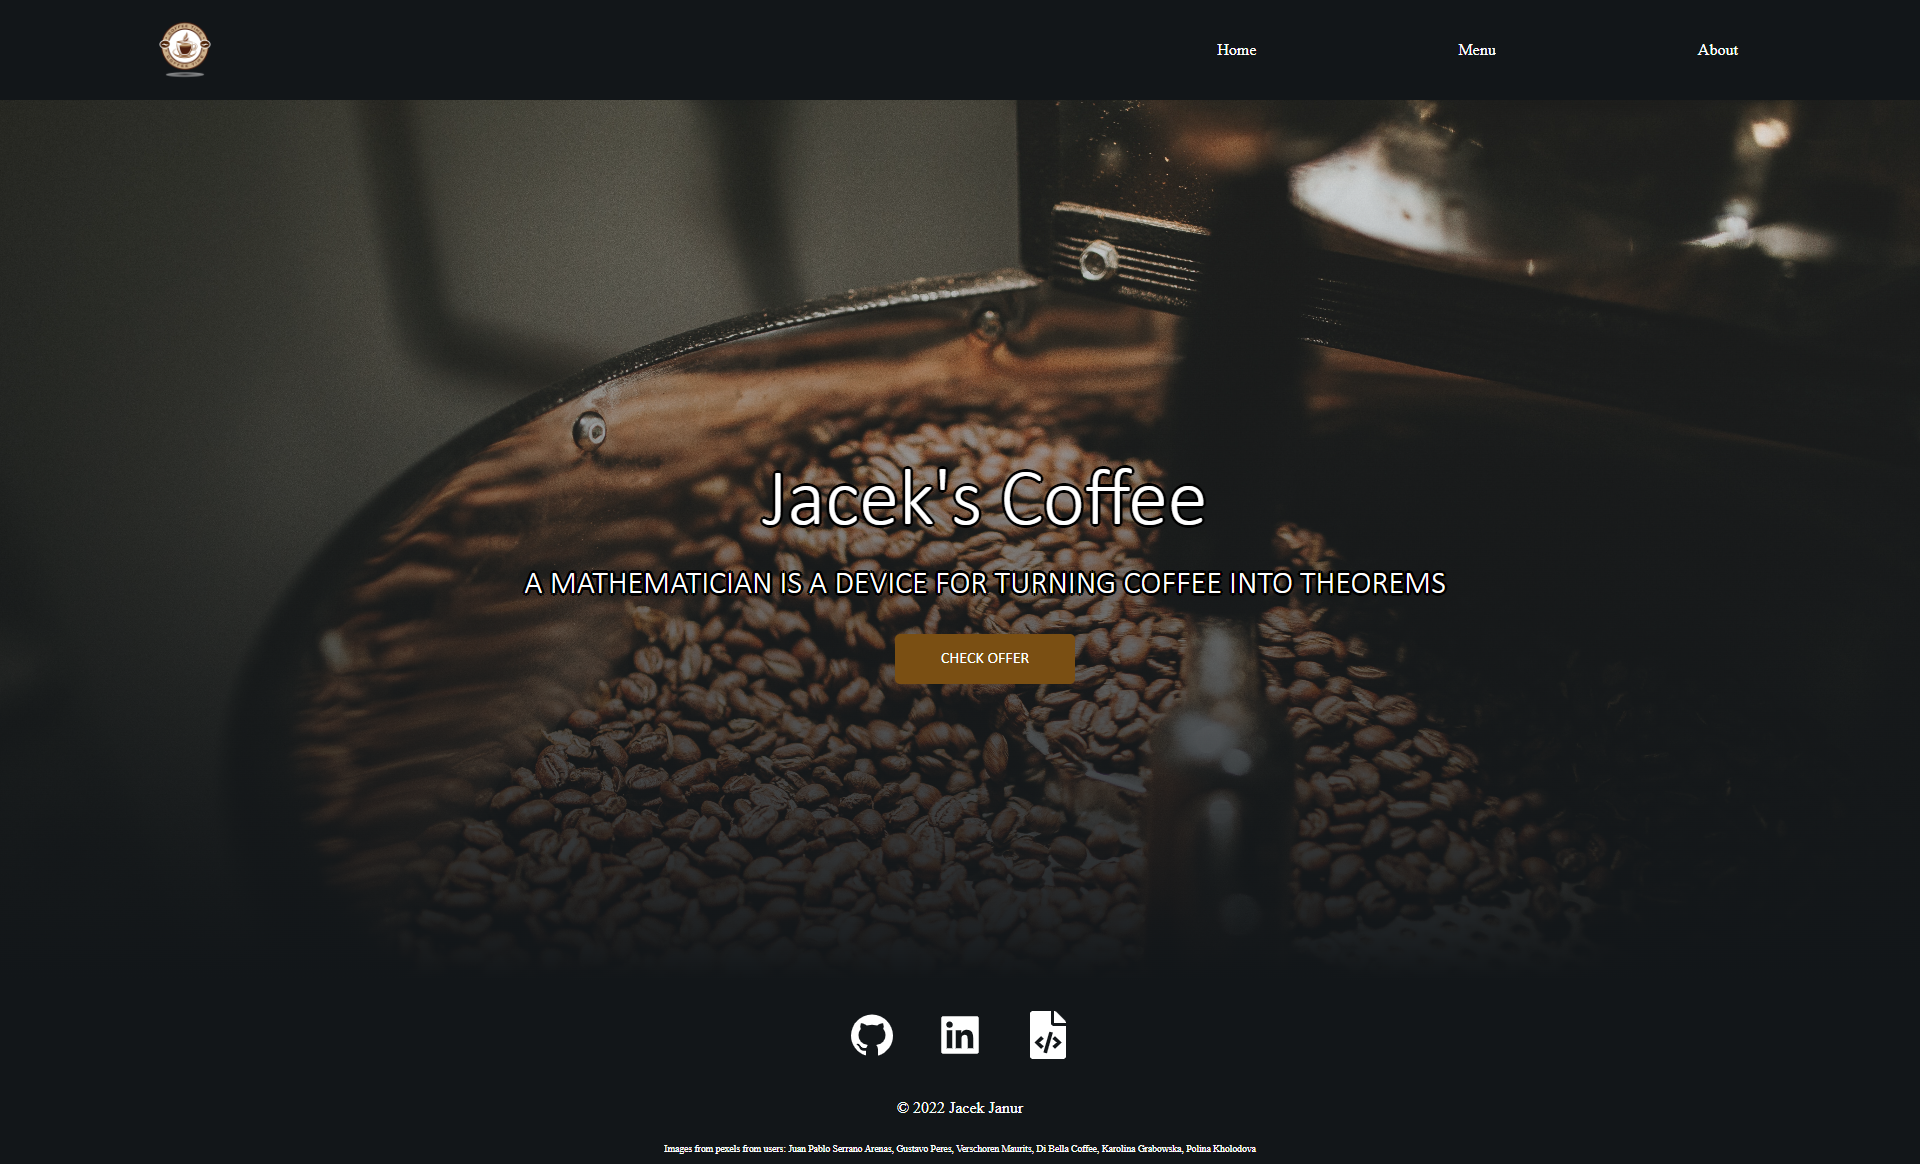 Home
Menu
About
Jacek's Coffee
A MATHEMATICIAN IS A DEVICE FOR TURNING COFFEE INTO THEOREMS
CHECK OFFER
© 2022 Jacek Janur
Images from pexels from users: Juan Pablo Serrano Arenas, Gustavo Peres, Verschoren Maurits, Di Bella Coffee, Karolina Grabowska, Polina Kholodova